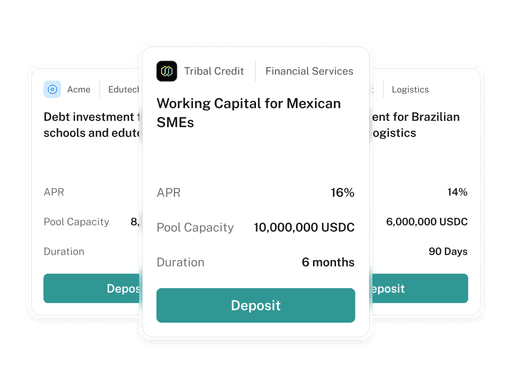 Acme
Edutech
Debt investment
schools and edute
APR
Pool Capacity
8,
Duration
Depos
Tribal Credit
Financial Services
Working Capital for Mexican
SMEs
APR
16%
Pool Capacity
10,000,000 USDC
Duration
6 months
Deposit
Logistics
ent for Brazilian
ogistics
14%
6,000,000 USDC
90 Days
posit